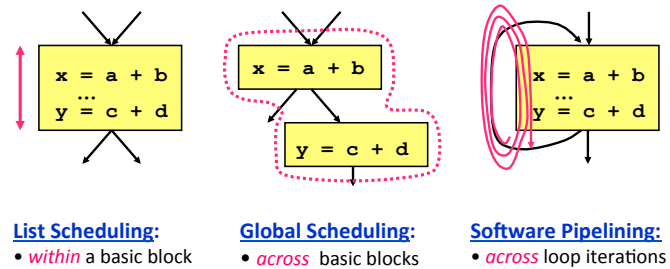 x = a + b
...
y = c + d
x = a + b
y = c + d
x = a + b
...
y = c + d
List Scheduling:
• within a basic block
Global Scheduling:
• across basic blocks
Software Pipelining:
• across loop iterations